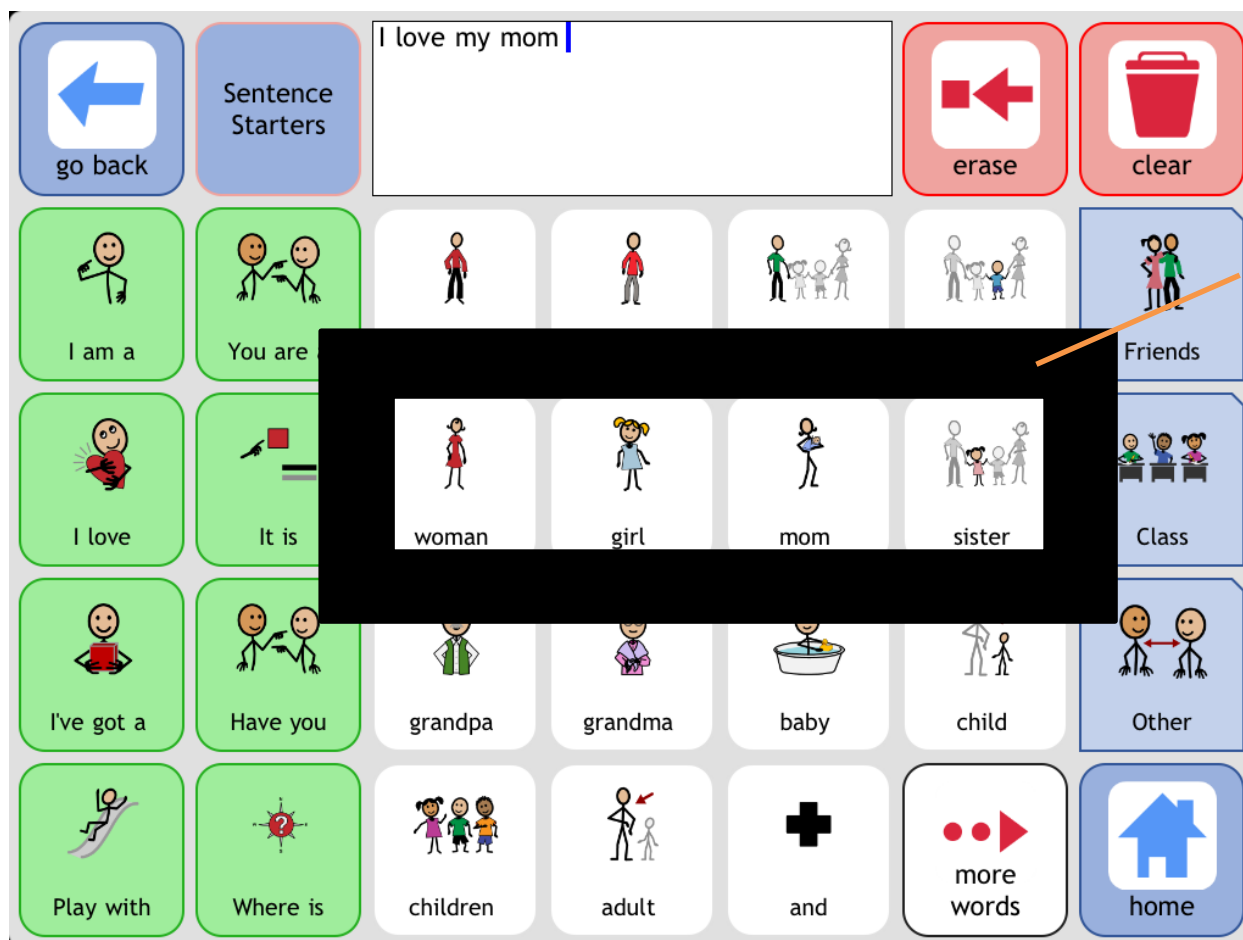 I love my mom
go back
Sentence
Starters
erase
clear
I am a
You are
Friends
I love
It is
woman
girl
mom
sister
Class
I've got a
Have you
grandpa
grandma
baby
child
Other
Play with
Where is
children
adult
and
more
words
home